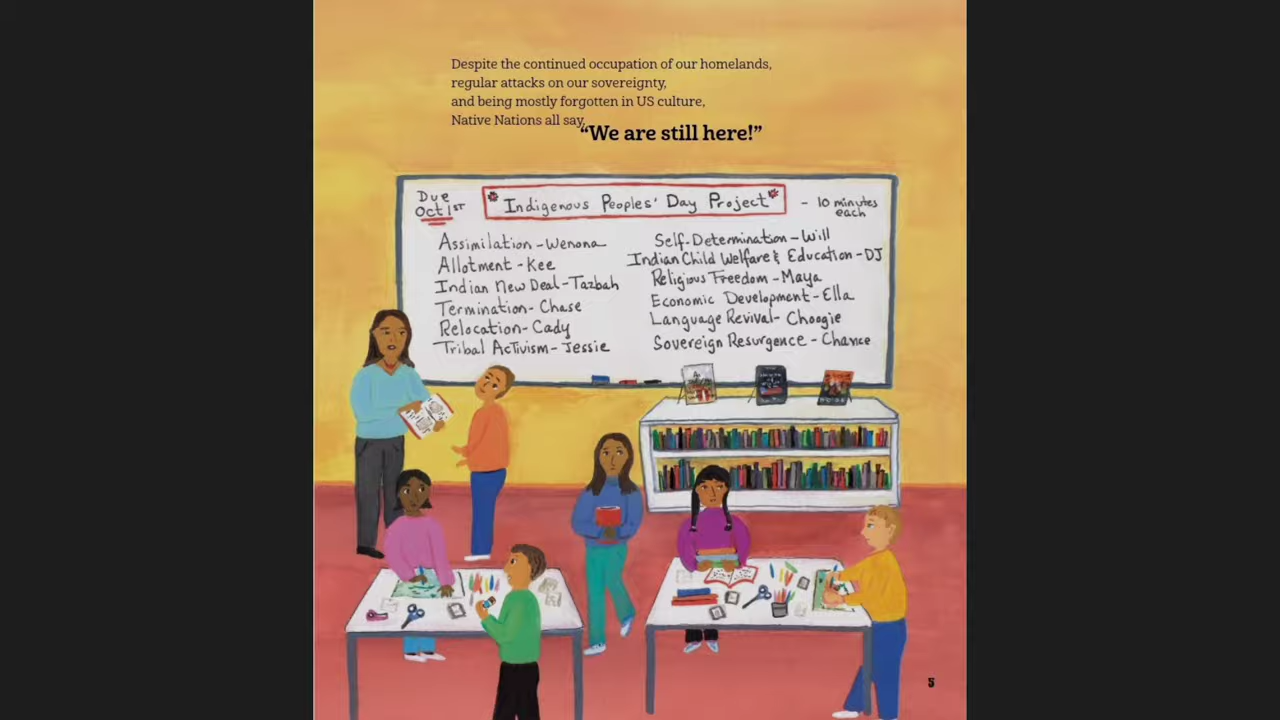 Despite the continued occupation of our homelands,
regular attacks on our sovereignty,
and being mostly forgotten in US culture,
Native Nations all say,
“We are still here!”
Due
Oct 1ST
Indigenous Peoples' Day Project
- 10 minutes
each
Assimilation - Wenona
Allotment - Kee
Indian New Deal - Tazbah
Termination - Chase
Relocation - Cady
Tribal Activism - Jessie
Self-Determination - Will
Indian Child Welfare & Education - DJ
Religious Freedom - Maya
Economic Development - Ella
Language Revival - Choogie
Sovereign Resurgence - Chance
5